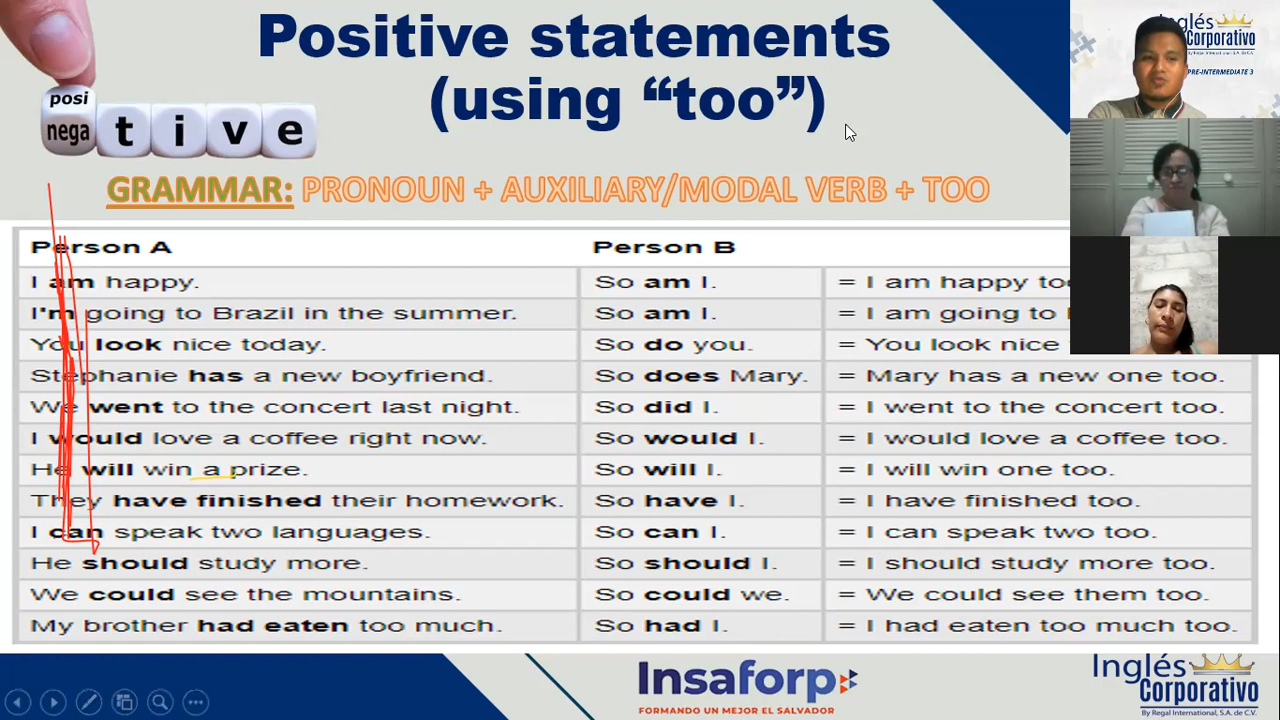 Positive statements
(using “too”)
posi
nega t i v e
GRAMMAR: PRONOUN + AUXILIARY/MODAL VERB + TOO
Inglés
Corporativo
By Regal International, S.A. de C.V.
PRE-INTERMEDIATE 3
Person A Person B
I am happy. So am I. = I am happy too
I'm going to Brazil in the summer. So am I. = I am going to
You look nice today. So do you. = You look nice
Stephanie has a new boyfriend. So does Mary. = Mary has a new one too.
We went to the concert last night. So did I. = I went to the concert too.
I would love a coffee right now. So would I. = I would love a coffee too.
He will win a prize. So will I. = I will win one too.
They have finished their homework. So have I. = I have finished too.
I can speak two languages. So can I. = I can speak two too.
He should study more. So should I. = I should study more too.
We could see the mountains. So could we. = We could see them too.
My brother had eaten too much. So had I. = I had eaten too much too.
Insaforp
FORMANDO UN MEJOR EL SALVADOR
Inglés
Corporativo
By Regal International, S.A. de C.V.